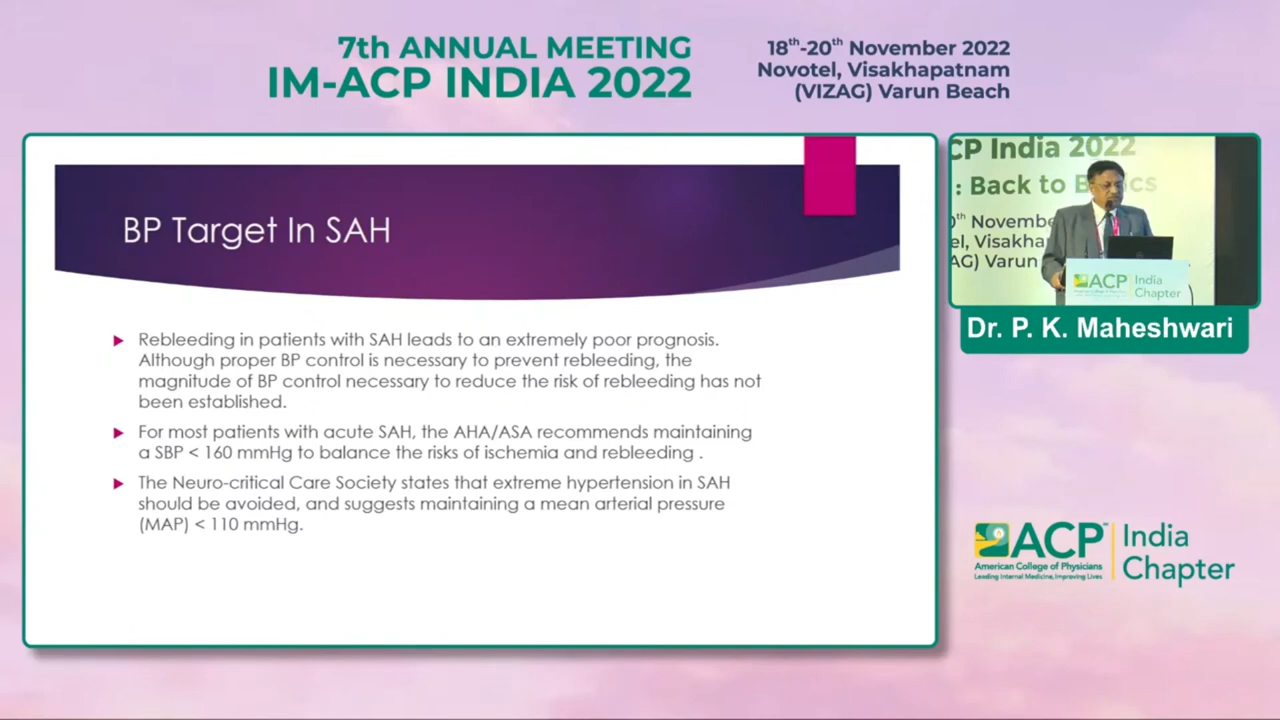 7th ANNUAL MEETING
IM-ACP INDIA 2022
18th-20th November 2022
Novotel, Visakhapatnam
(VIZAG) Varun Beach
BP Target In SAH
Rebleeding in patients with SAH leads to an extremely poor prognosis.
Although proper BP control is necessary to prevent rebleeding, the
magnitude of BP control necessary to reduce the risk of rebleeding has not
been established.
For most patients with acute SAH, the AHA/ASA recommends maintaining
a SBP < 160 mmHg to balance the risks of ischemia and rebleeding .
The Neuro-critical Care Society states that extreme hypertension in SAH
should be avoided, and suggests maintaining a mean arterial pressure
(MAP) < 110 mmHg.
CP India 2022
: Back to B cs
0th Novembe
el, Visakha
AG) Varun
ACP India
Chapter
Dr. P. K. Maheshwari
ACP India
American College of Physicians
Leading Internal Medicine, Improving Lives
Chapter